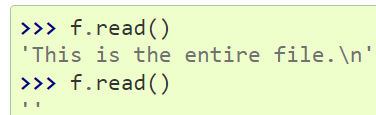 >>> f.read()
'This is the entire file.\n'
>>> f.read()
''